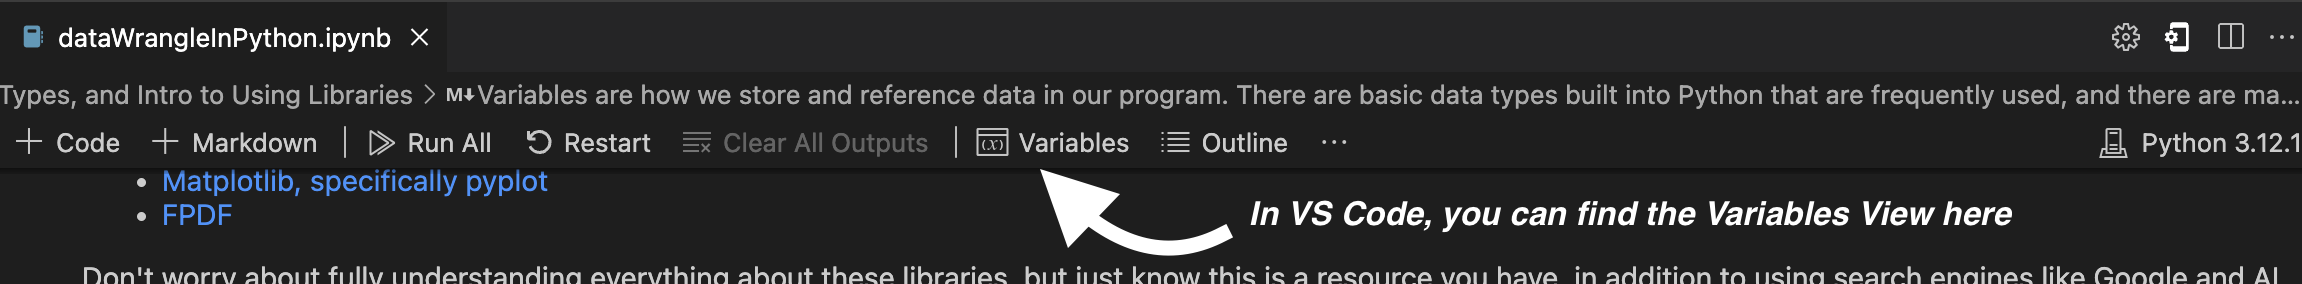 dataWrangleInPython.ipynb
Types, and Intro to Using Libraries > M↓Variables are how we store and reference data in our program. There are basic data types built into Python that are frequently used, and there are ma...
+ Code + Markdown | Run All Restart Clear All Outputs | (x) Variables Outline ... Python 3.12.1
• Matplotlib, specifically pyplot
• FPDF
In VS Code, you can find the Variables View here
Don't worry about fully understanding everything about these libraries, but just know this is a resource you have, in addition to using search engines like Google and AI